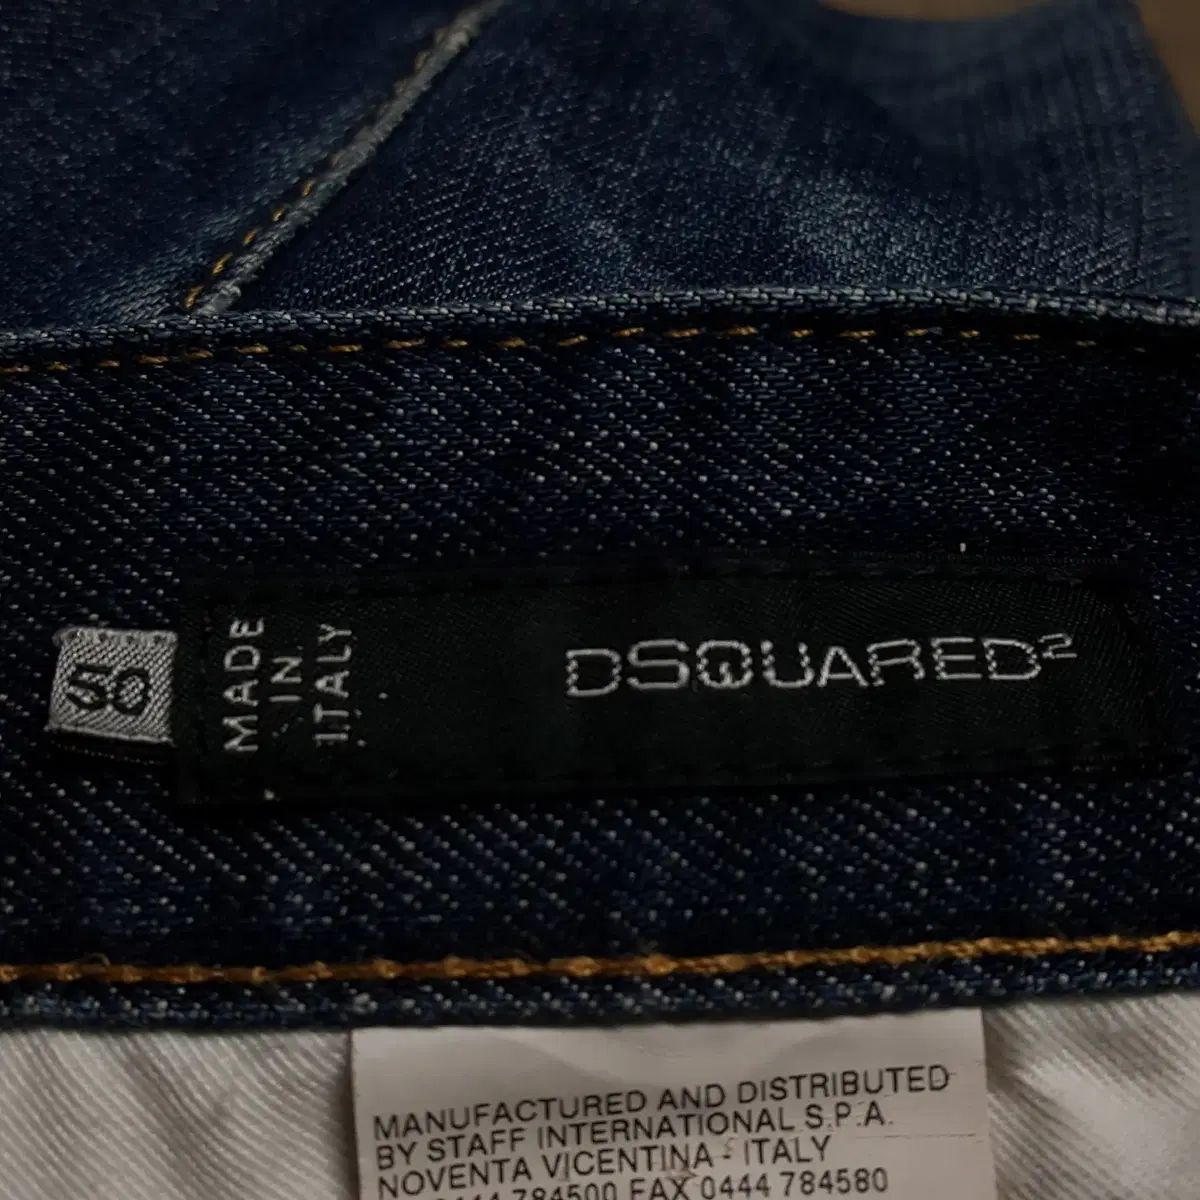 50
MADE
IN
ITALY
DSQUARED²
MANUFACTURED AND DISTRIBUTED
BY STAFF INTERNATIONAL S.P.A.
NOVENTA VICENTINA - ITALY
0444 784500 FAX 0444 784580